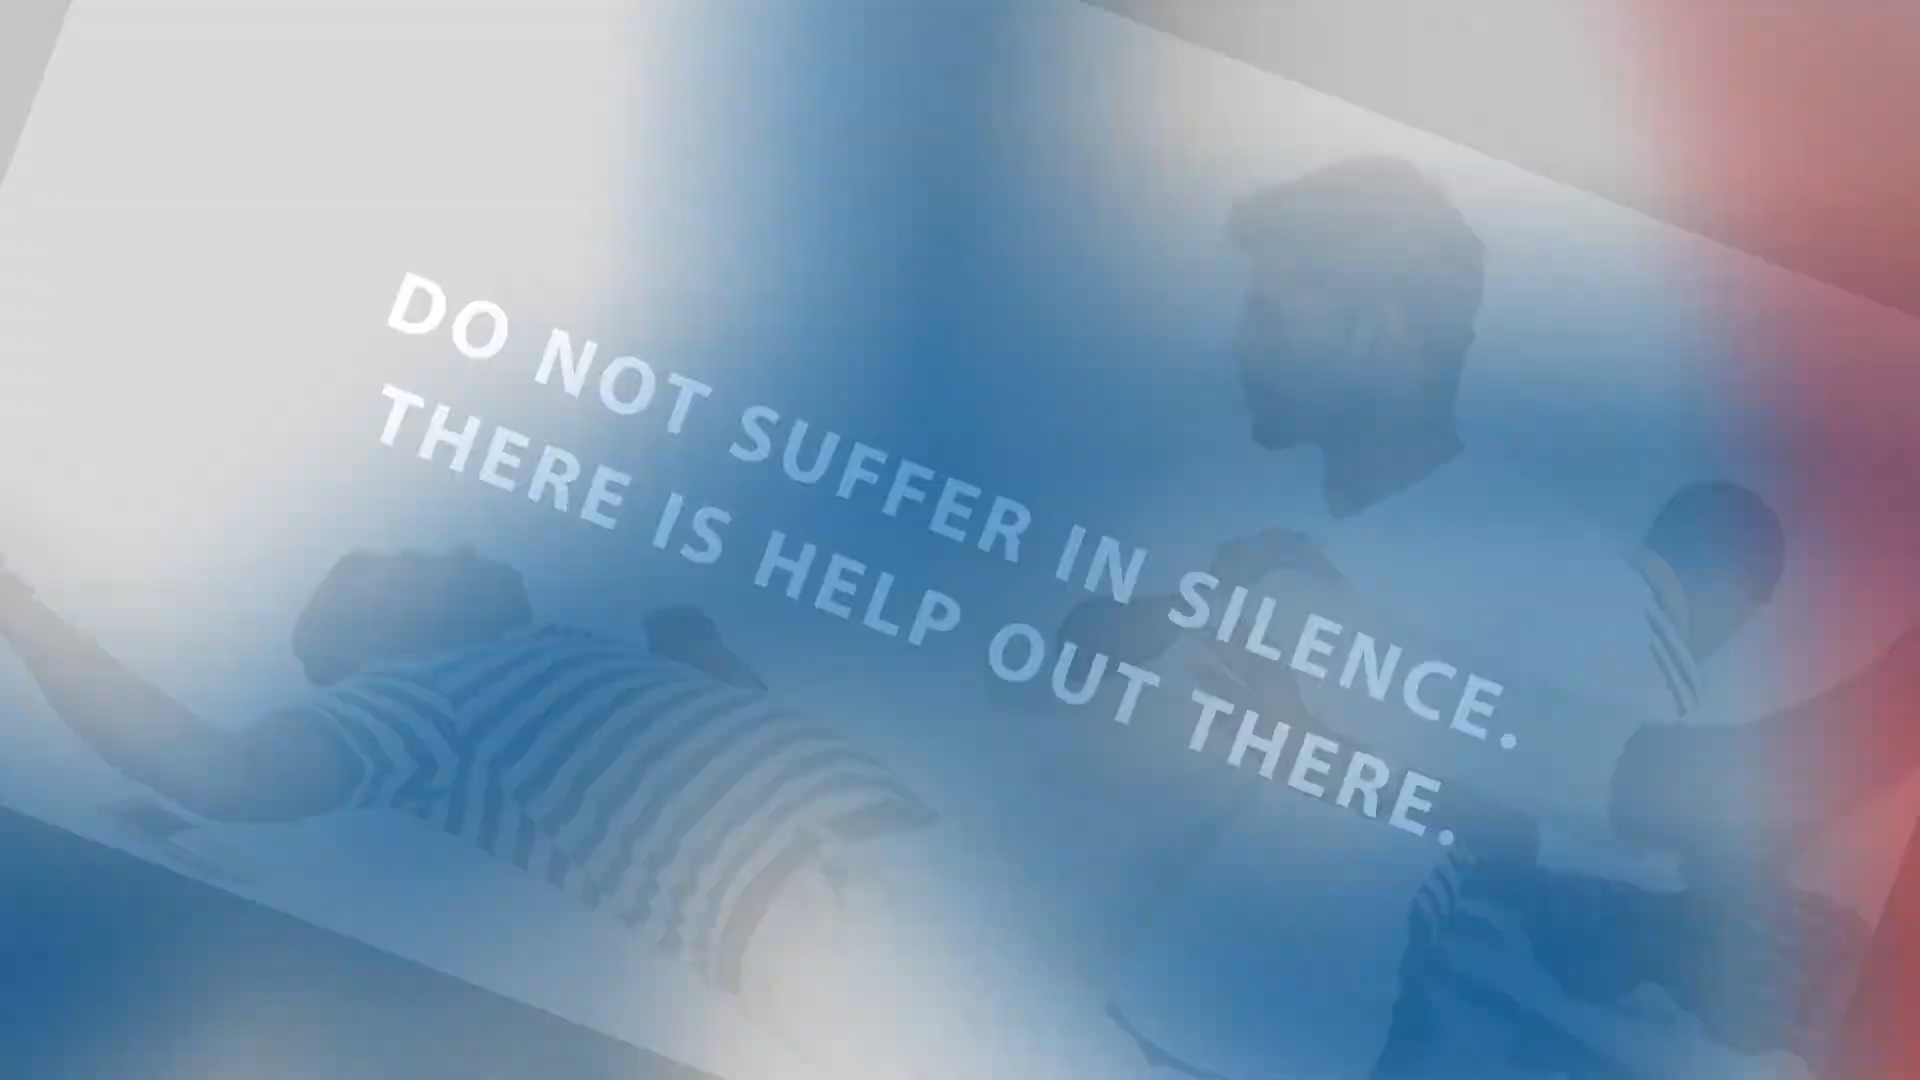 DO NOT SUFFER IN SILENCE.
THERE IS HELP OUT THERE.